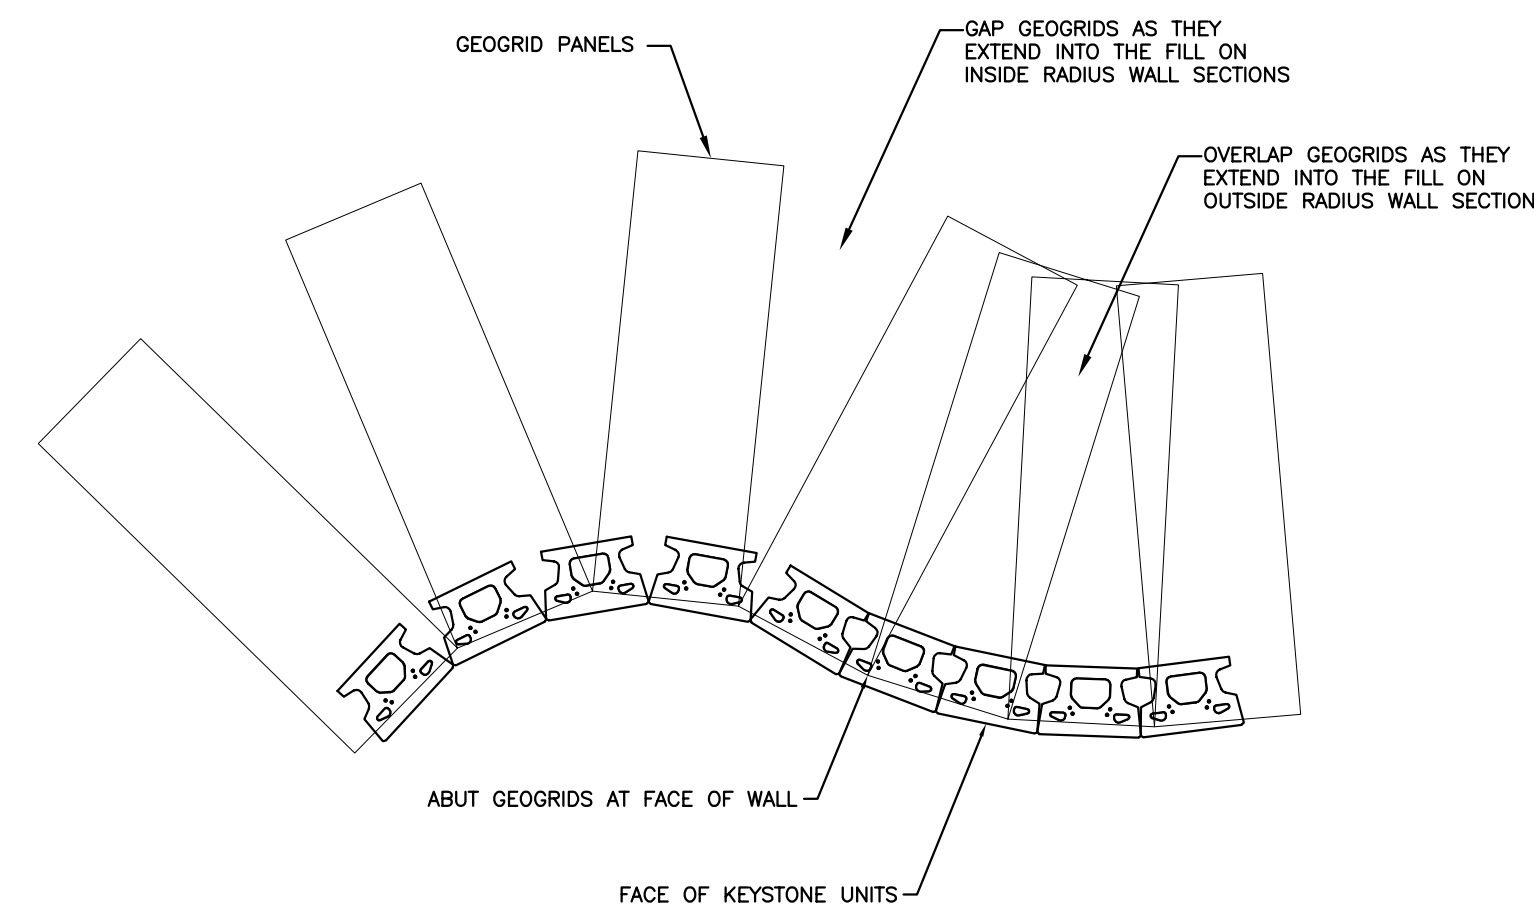 GEOGRID PANELS
GAP GEOGRIDS AS THEY
EXTEND INTO THE FILL ON
INSIDE RADIUS WALL SECTIONS
OVERLAP GEOGRIDS AS THEY
EXTEND INTO THE FILL ON
OUTSIDE RADIUS WALL SECTION
ABUT GEOGRIDS AT FACE OF WALL
FACE OF KEYSTONE UNITS